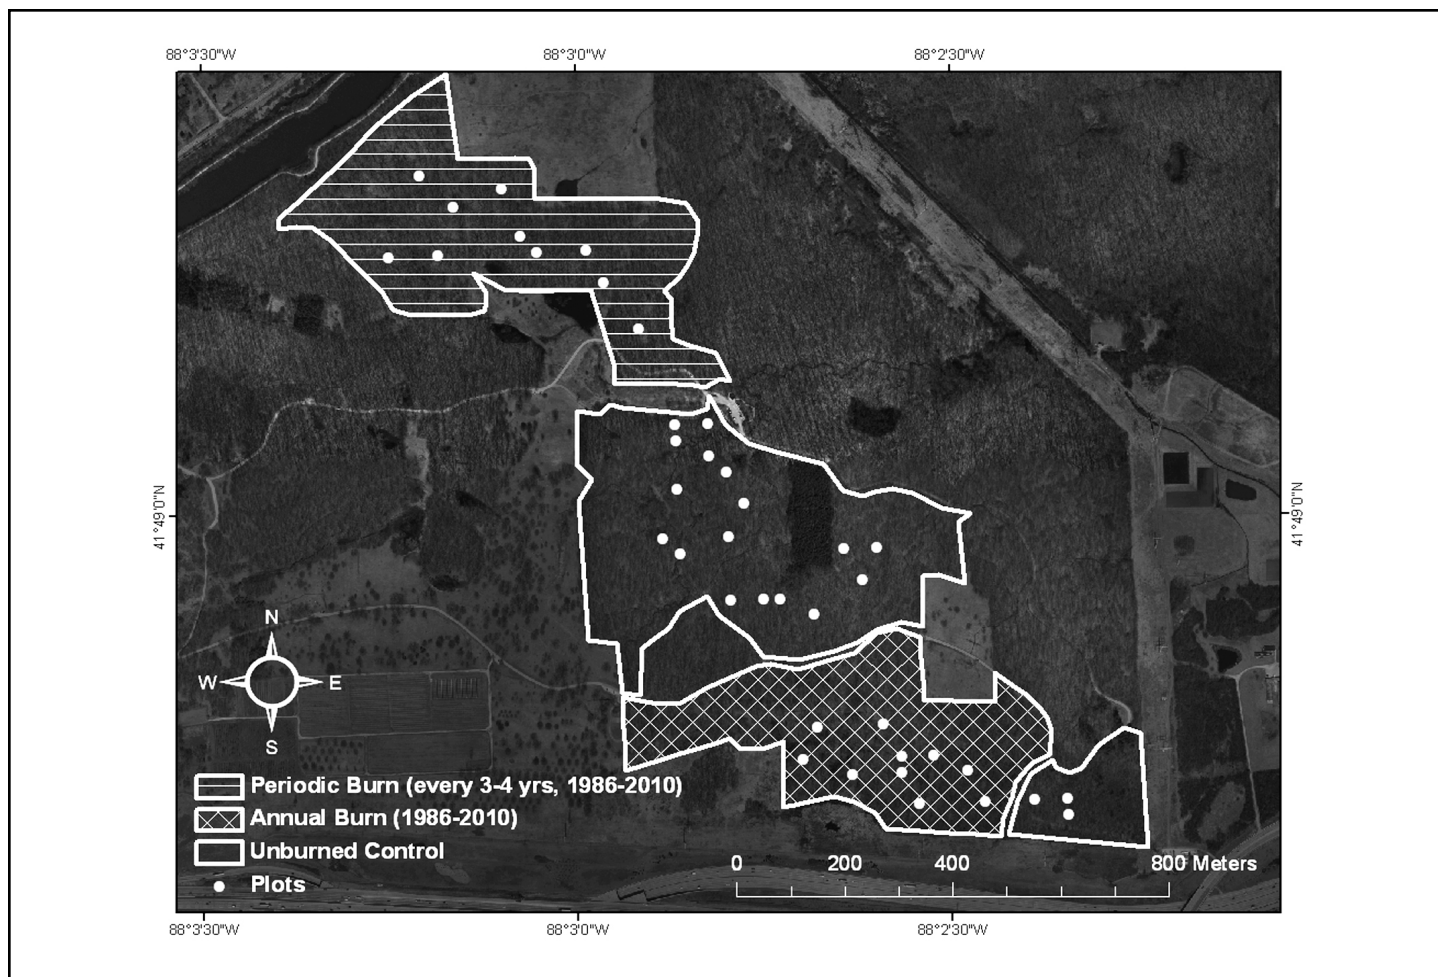 88°3'30"W 88°3'0"W 88°2'30"W
41°49'0"N
41°49'0"N
N
W E
S
Periodic Burn (every 3-4 yrs, 1986-2010)
Annual Burn (1986-2010)
Unburned Control
Plots
0 200 400 800 Meters
88°3'30"W 88°3'0"W 88°2'30"W